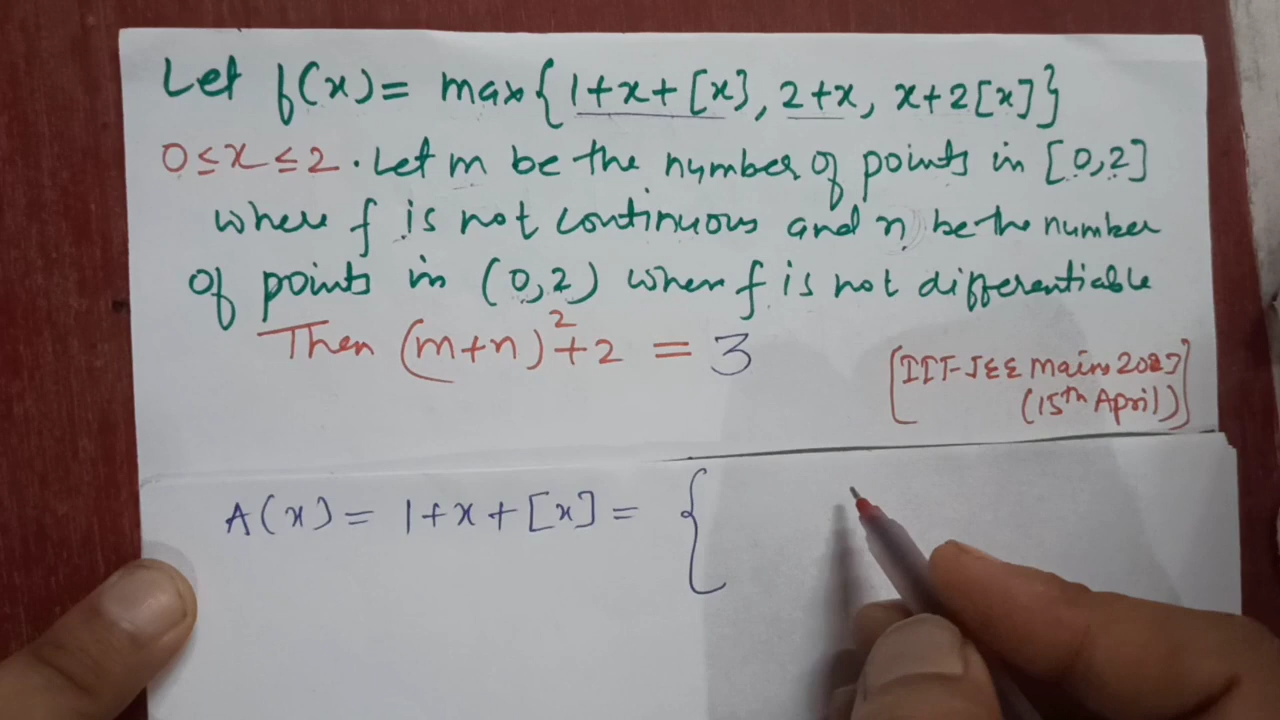 Let f(x) = max{1+x+[x], 2+x, x+2[x]}
0≤x≤2. Let m be the number of points in [0,2]
where f is not continuous and n be the number
of points in (0,2) when f is not differentiable
Then (m+n)²+2 = 3
[IIT-JEE Mains 2023
(15th April)]
A(x) = 1+x+[x] = {